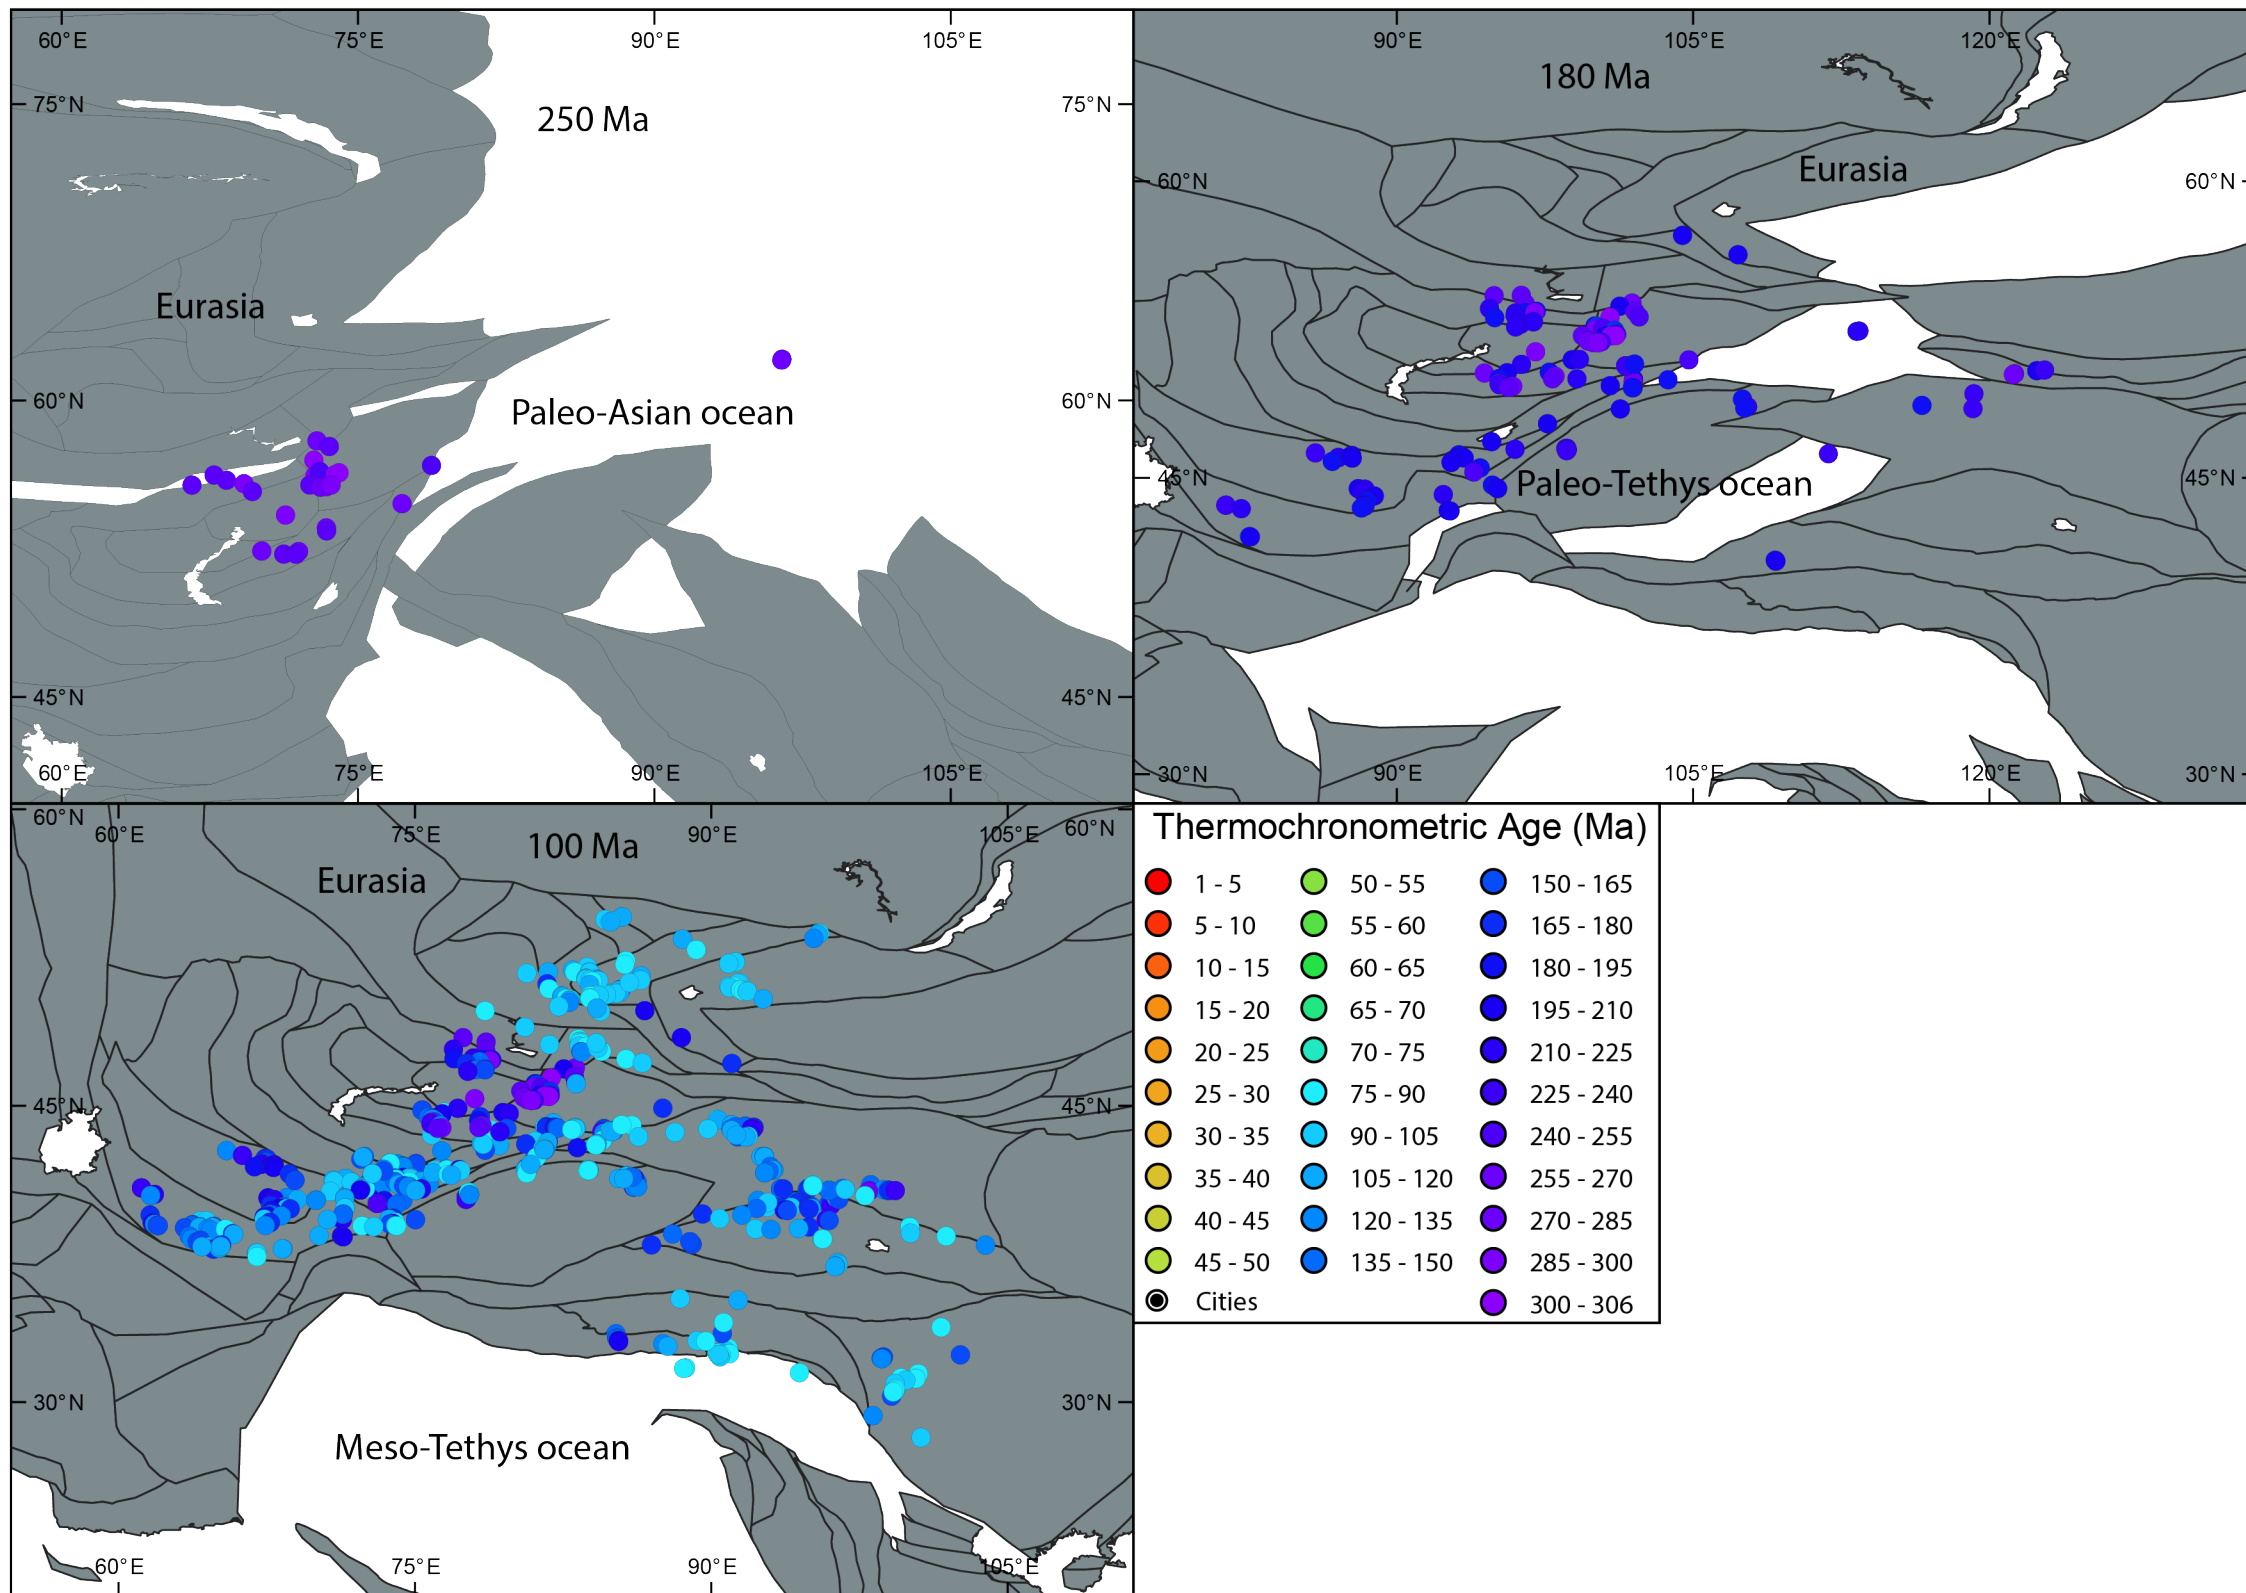 60°E 75°E 90°E 105°E
75°N 75°N
250 Ma
Eurasia
Paleo-Asian ocean
60°N 60°N
45°N 45°N
60°E 75°E 90°E 105°E
90°E 105°E 120°E
180 Ma
Eurasia
60°N 60°N
45°N 45°N
Paleo-Tethys ocean
30°N 90°E 105°E 120°E 30°N
60°N 60°E 75°E 90°E 105°E 60°N
100 Ma
Eurasia
45°N 45°N
30°N 30°N
Meso-Tethys ocean
60°E 75°E 90°E 105°E
Thermochronometric Age (Ma)
1 - 5 50 - 55 150 - 165
5 - 10 55 - 60 165 - 180
10 - 15 60 - 65 180 - 195
15 - 20 65 - 70 195 - 210
20 - 25 70 - 75 210 - 225
25 - 30 75 - 90 225 - 240
30 - 35 90 - 105 240 - 255
35 - 40 105 - 120 255 - 270
40 - 45 120 - 135 270 - 285
45 - 50 135 - 150 285 - 300
Cities 300 - 306